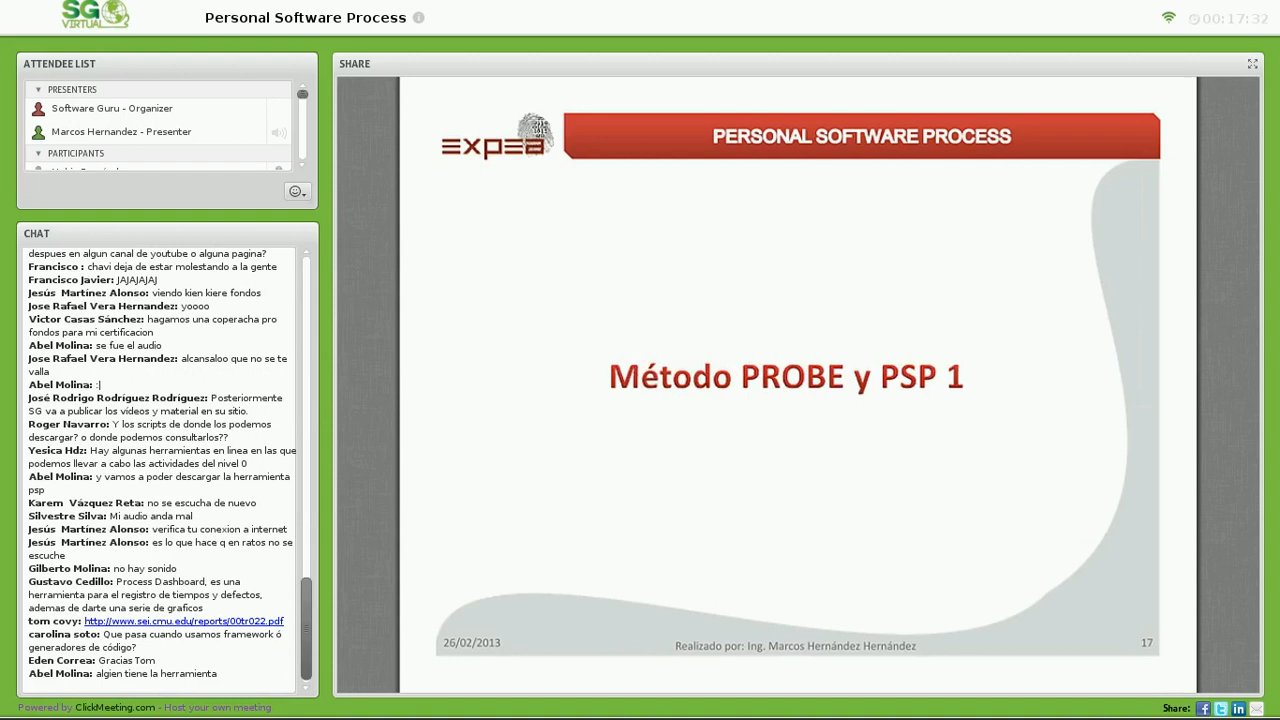 SG
VIRTUAL
Personal Software Process
00:17:32
ATTENDEE LIST
PRESENTERS
Software Guru - Organizer
Marcos Hernandez - Presenter
PARTICIPANTS
CHAT
despues en algun canal de youtube o alguna pagina?
Francisco : chavi deja de estar molestando a la gente
Francisco Javier: JAJAJAJAJ
Jesús Martínez Alonso: viendo kien kiere fondos
Jose Rafael Vera Hernandez: yoooo
Victor Casas Sánchez: hagamos una coperacha pro
fondos para mi certificacion
Abel Molina: se fue el audio
Jose Rafael Vera Hernandez: alcansaloo que no se te
valla
Abel Molina: :|
José Rodrigo Rodríguez Rodríguez: Posteriormente
SG va a publicar los vídeos y material en su sitio.
Roger Navarro: Y los scripts de donde los podemos
descargar? o donde podemos consultarlos??
Yesica Hdz: Hay algunas herramientas en linea en las que
podemos llevar a cabo las actividades del nivel 0
Abel Molina: y vamos a poder descargar la herramienta
psp
Karem Vázquez Reta: no se escucha de nuevo
Silvestre Silva: Mi audio anda mal
Jesús Martínez Alonso: verifica tu conexion a internet
Jesús Martínez Alonso: es lo que hace q en ratos no se
escuche
Gilberto Molina: no hay sonido
Gustavo Cedillo: Process Dashboard, es una
herramienta para el registro de tiempos y defectos,
ademas de darte una serie de graficos
tom covy: http://www.sei.cmu.edu/reports/00tr022.pdf
carolina soto: Que pasa cuando usamos framework ó
generadores de código?
Eden Correa: Gracias Tom
Abel Molina: algien tiene la herramienta
SHARE
expea
PERSONAL SOFTWARE PROCESS
Método PROBE y PSP 1
26/02/2013
Realizado por: Ing. Marcos Hernández Hernández
17
Powered by ClickMeeting.com - Host your own meeting
Share: